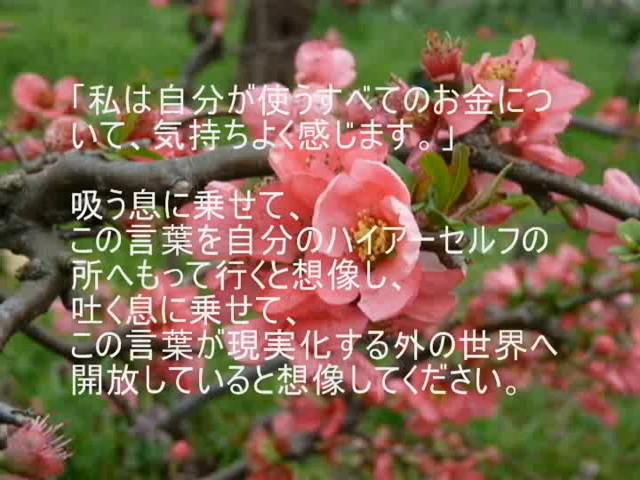 「私は自分が使うすべてのお金につ
いて、気持ちよく感じます。」
吸う息に乗せて、
この言葉を自分のハイアーセルフの
所へもって行くと想像し、
吐く息に乗せて、
この言葉が現実化する外の世界へ
開放していると想像してください。